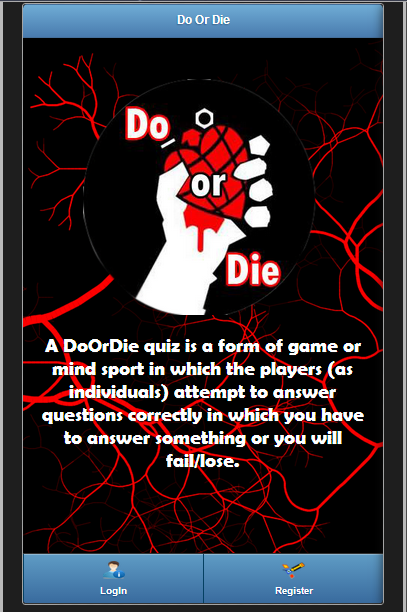 Do Or Die
Do
or
Die
A DoOrDie quiz is a form of game or
mind sport in which the players (as
individuals) attempt to answer
questions correctly in which you have
to answer something or you will
fail/lose.
LogIn
Register